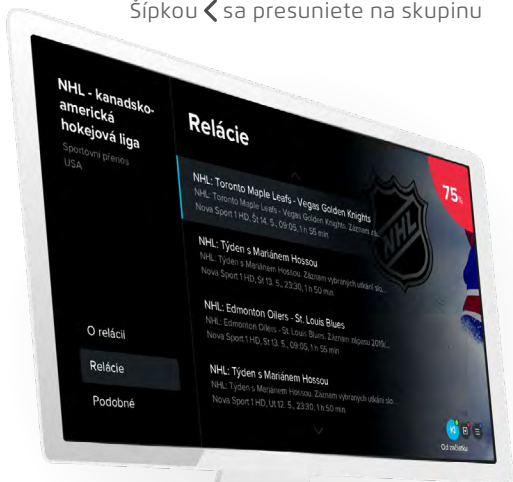 Šípkou < sa presuniete na skupinu
NHL - kanadsko-
americká
hokejová liga
Sportovní přenos
USA
Relácie
NHL: Toronto Maple Leafs - Vegas Golden Knights
NHL: Toronto Maple Leafs - Vegas Golden Knights. Záznam zá...
Nova Sport 1 HD, Št 14. 5., 09:05, 1 h 55 min
NHL: Týden s Mariánem Hossou
NHL: Týden s Mariánem Hossou. Záznam vybraných utkání slo...
Nova Sport 1 HD, St 13. 5., 23:30, 1 h 50 min
NHL: Edmonton Oilers - St. Louis Blues
NHL: Edmonton Oilers - St. Louis Blues. Záznam zápasu 2019/...
Nova Sport 1 HD, St 13. 5., 09:05, 1 h 55 min
NHL: Týden s Mariánem Hossou
NHL: Týden s Mariánem Hossou. Záznam vybraných utkání slo...
Nova Sport 1 HD, Ut 12. 5., 23:30, 1 h 50 min
O relácii
Relácie
Podobné
75%
NHL
Od začiatku